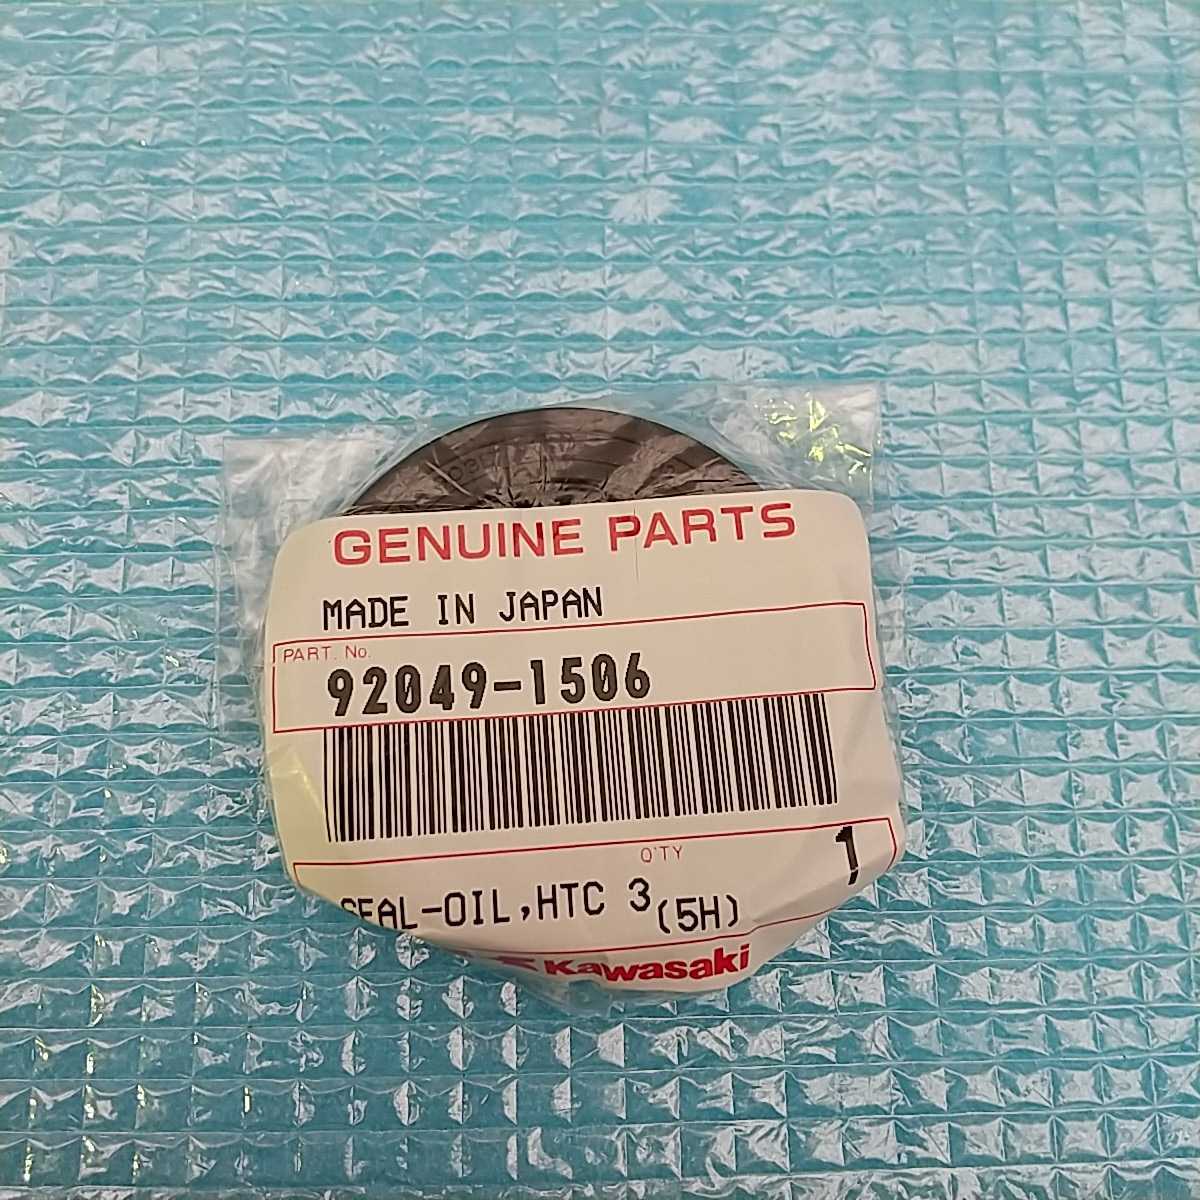 GENUINE PARTS
MADE IN JAPAN
PART. No.
92049-1506
Q'TY
1
SEAL-OIL,HTC 3
(5H)
Kawasaki